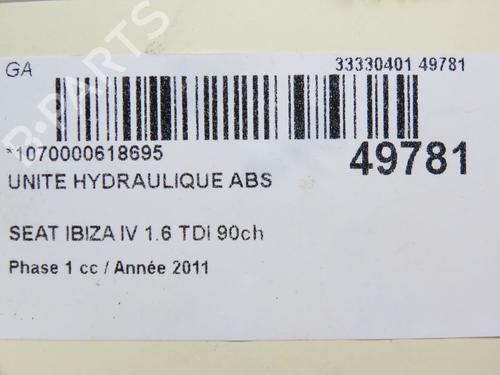 GA
33330401 49781
*1070000618695
49781
UNITE HYDRAULIQUE ABS
SEAT IBIZA IV 1.6 TDI 90ch
Phase 1 cc / Année 2011
B-PARTS